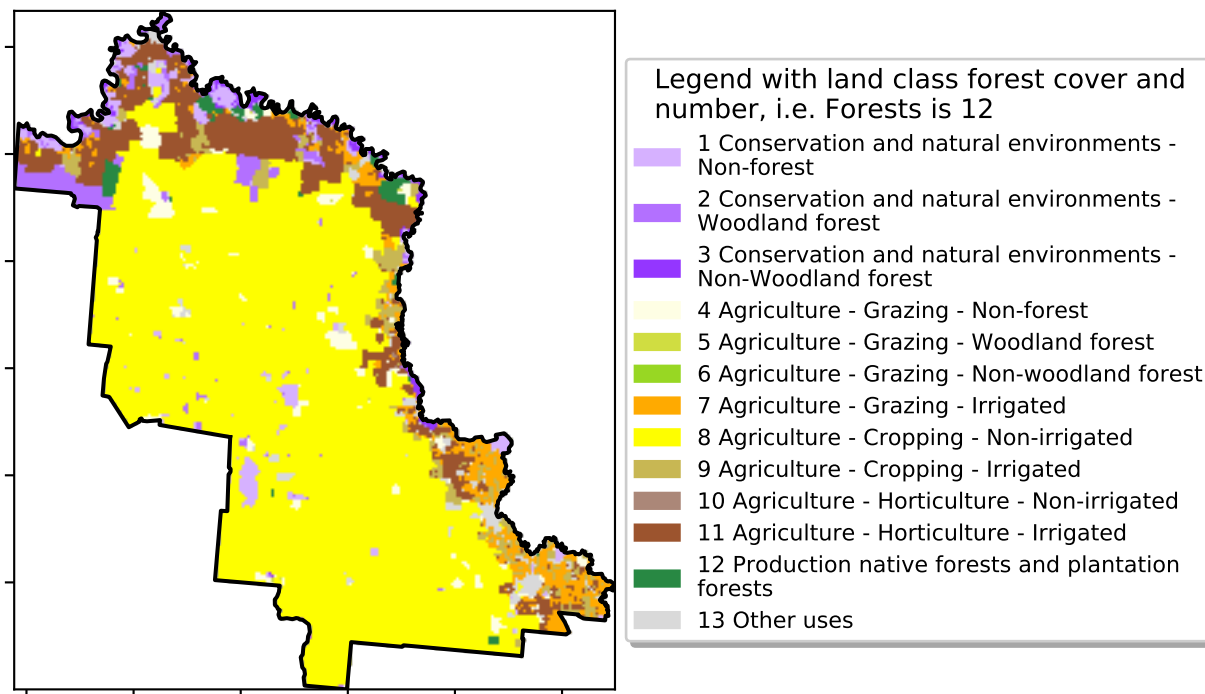 Legend with land class forest cover and
number, i.e. Forests is 12
1 Conservation and natural environments -
Non-forest
2 Conservation and natural environments -
Woodland forest
3 Conservation and natural environments -
Non-Woodland forest
4 Agriculture - Grazing - Non-forest
5 Agriculture - Grazing - Woodland forest
6 Agriculture - Grazing - Non-woodland forest
7 Agriculture - Grazing - Irrigated
8 Agriculture - Cropping - Non-irrigated
9 Agriculture - Cropping - Irrigated
10 Agriculture - Horticulture - Non-irrigated
11 Agriculture - Horticulture - Irrigated
12 Production native forests and plantation
forests
13 Other uses